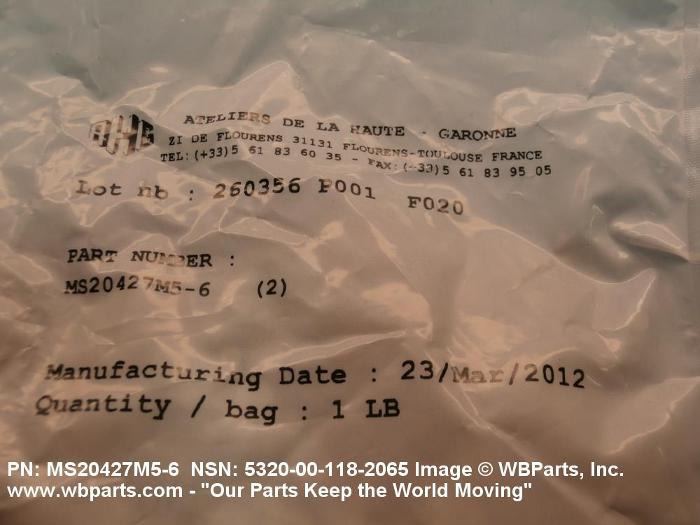 AHG
ATELIERS DE LA HAUTE - GARONNE
ZI DE FLOURENS 31131 FLOURENS-TOULOUSE FRANCE
TEL:(+33)5 61 83 60 35 - FAX:(+33)5 61 83 95 05
Lot nb : 260356 P001 F020
PART NUMBER :
MS20427M5-6 (2)
Manufacturing Date : 23/Mar/2012
Quantity / bag : 1 LB
PN: MS20427M5-6 NSN: 5320-00-118-2065 Image © WBParts, Inc.
www.wbparts.com - "Our Parts Keep the World Moving"